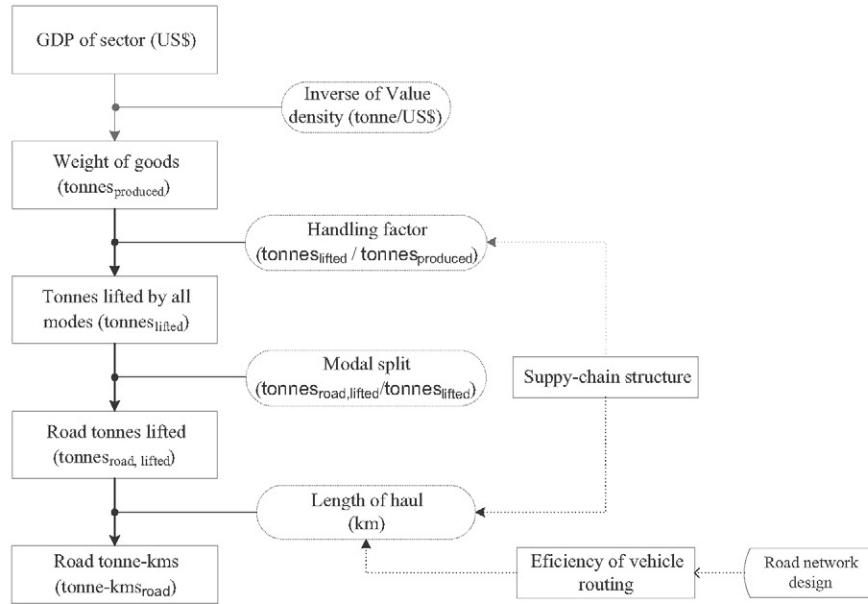 GDP of sector (US$)
Inverse of Value
density (tonne/US$)
Weight of goods
(tonnesproduced)
Handling factor
(tonneslifted / tonnesproduced)
Tonnes lifted by all
modes (tonneslifted)
Modal split
(tonnesroad,lifted/tonneslifted)
Suppy-chain structure
Road tonnes lifted
(tonnesroad, lifted)
Length of haul
(km)
Road tonne-kms
(tonne-kmsroad)
Eficiency of vehicle
routing
Road network
design